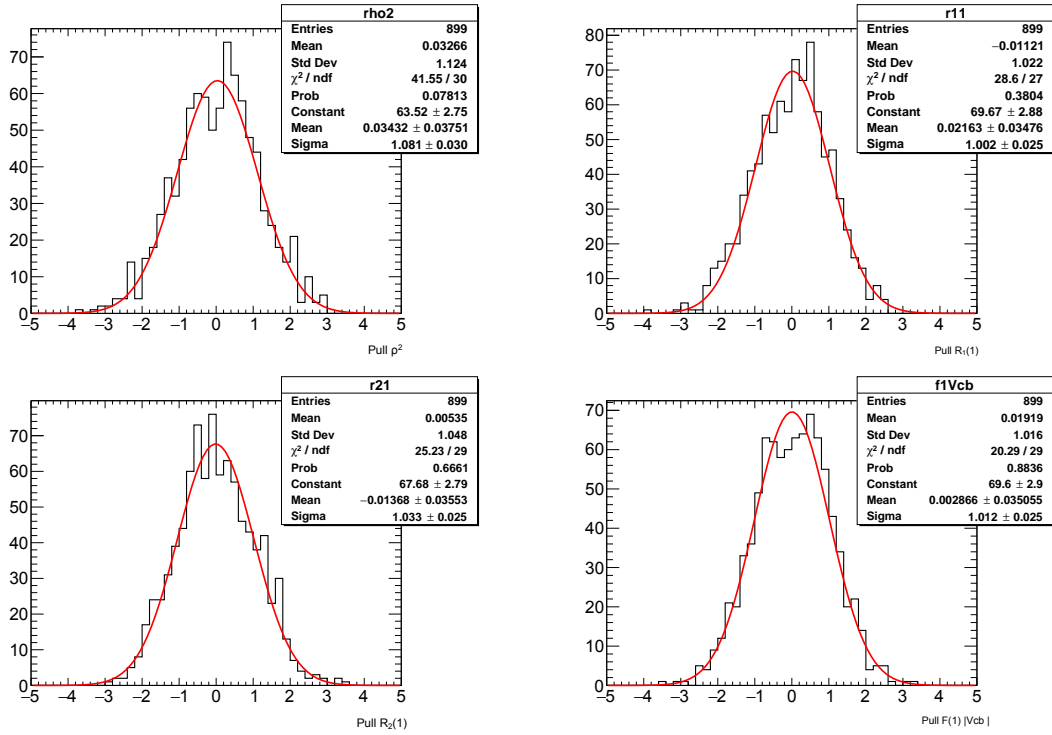 rho2
Entries 899
Mean 0.03266
Std Dev 1.124
χ² / ndf 41.55 / 30
Prob 0.07813
Constant 63.52 ± 2.75
Mean 0.03432 ± 0.03751
Sigma 1.081 ± 0.030
70
60
50
40
30
20
10
0
−5 −4 −3 −2 −1 0 1 2 3 4 5
Pull ρ²
r11
Entries 899
Mean −0.01121
Std Dev 1.022
χ² / ndf 28.6 / 27
Prob 0.3804
Constant 69.67 ± 2.88
Mean 0.02163 ± 0.03476
Sigma 1.002 ± 0.025
80
70
60
50
40
30
20
10
0
−5 −4 −3 −2 −1 0 1 2 3 4 5
Pull R₁(1)
r21
Entries 899
Mean 0.00535
Std Dev 1.048
χ² / ndf 25.23 / 29
Prob 0.6661
Constant 67.68 ± 2.79
Mean −0.01368 ± 0.03553
Sigma 1.033 ± 0.025
70
60
50
40
30
20
10
0
−5 −4 −3 −2 −1 0 1 2 3 4 5
Pull R₂(1)
f1Vcb
Entries 899
Mean 0.01919
Std Dev 1.016
χ² / ndf 20.29 / 29
Prob 0.8836
Constant 69.6 ± 2.9
Mean 0.002866 ± 0.035055
Sigma 1.012 ± 0.025
70
60
50
40
30
20
10
0
−5 −4 −3 −2 −1 0 1 2 3 4 5
Pull F(1) |Vcb |